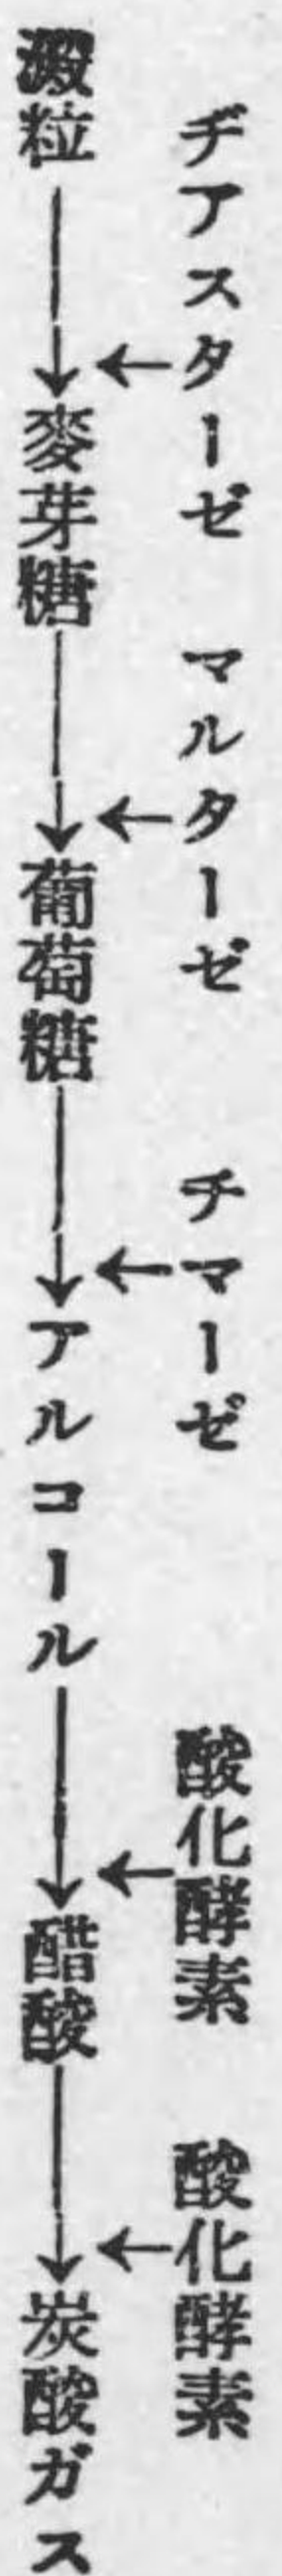 ヂアスターゼ　マルターゼ　チマーゼ　酸化酵素　酸化酵素
澱粒―→麥芽糖―→葡萄糖―→アルコール―→醋酸―→炭酸ガス